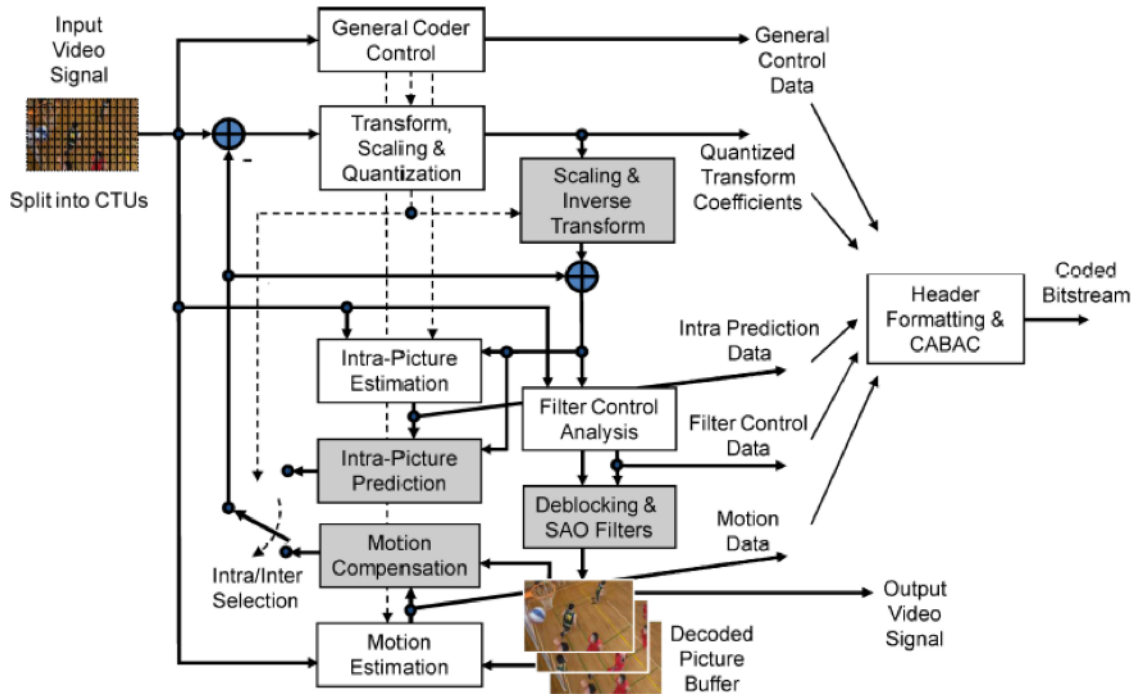 Input
Video
Signal
Split into CTUs
General Coder
Control
General
Control
Data
Transform,
Scaling &
Quantization
-
Quantized
Transform
Coefficients
Scaling &
Inverse
Transform
Header
Formatting &
CABAC
Coded
Bitstream
Intra-Picture
Estimation
Intra Prediction
Data
Filter Control
Analysis
Filter Control
Data
Intra-Picture
Prediction
Deblocking &
SAO Filters
Motion
Compensation
Motion
Data
Intra/Inter
Selection
Motion
Estimation
Decoded
Picture
Buffer
Output
Video
Signal